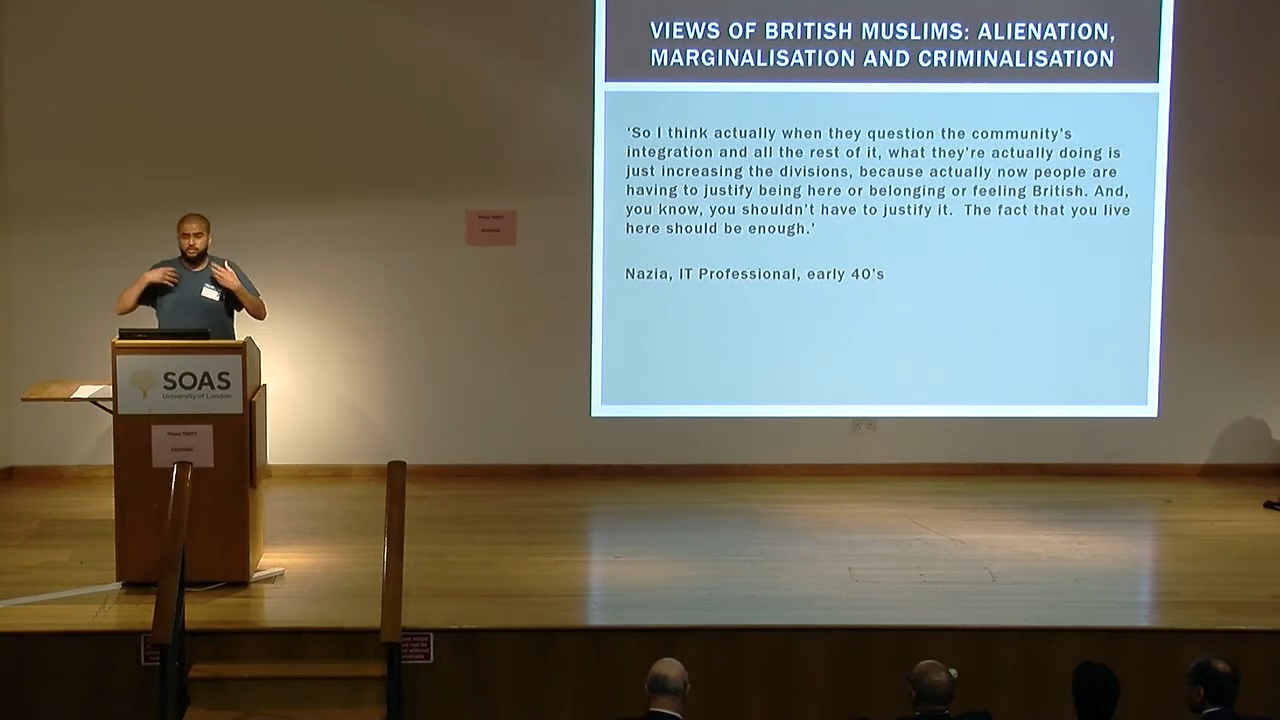 VIEWS OF BRITISH MUSLIMS: ALIENATION,
MARGINALISATION AND CRIMINALISATION
'So I think actually when they question the community's
integration and all the rest of it, what they're actually doing is
just increasing the divisions, because actually now people are
having to justify being here or belonging or feeling British. And,
you know, you shouldn't have to justify it.  The fact that you live
here should be enough.'
Nazia, IT Professional, early 40's
SOAS
University of London